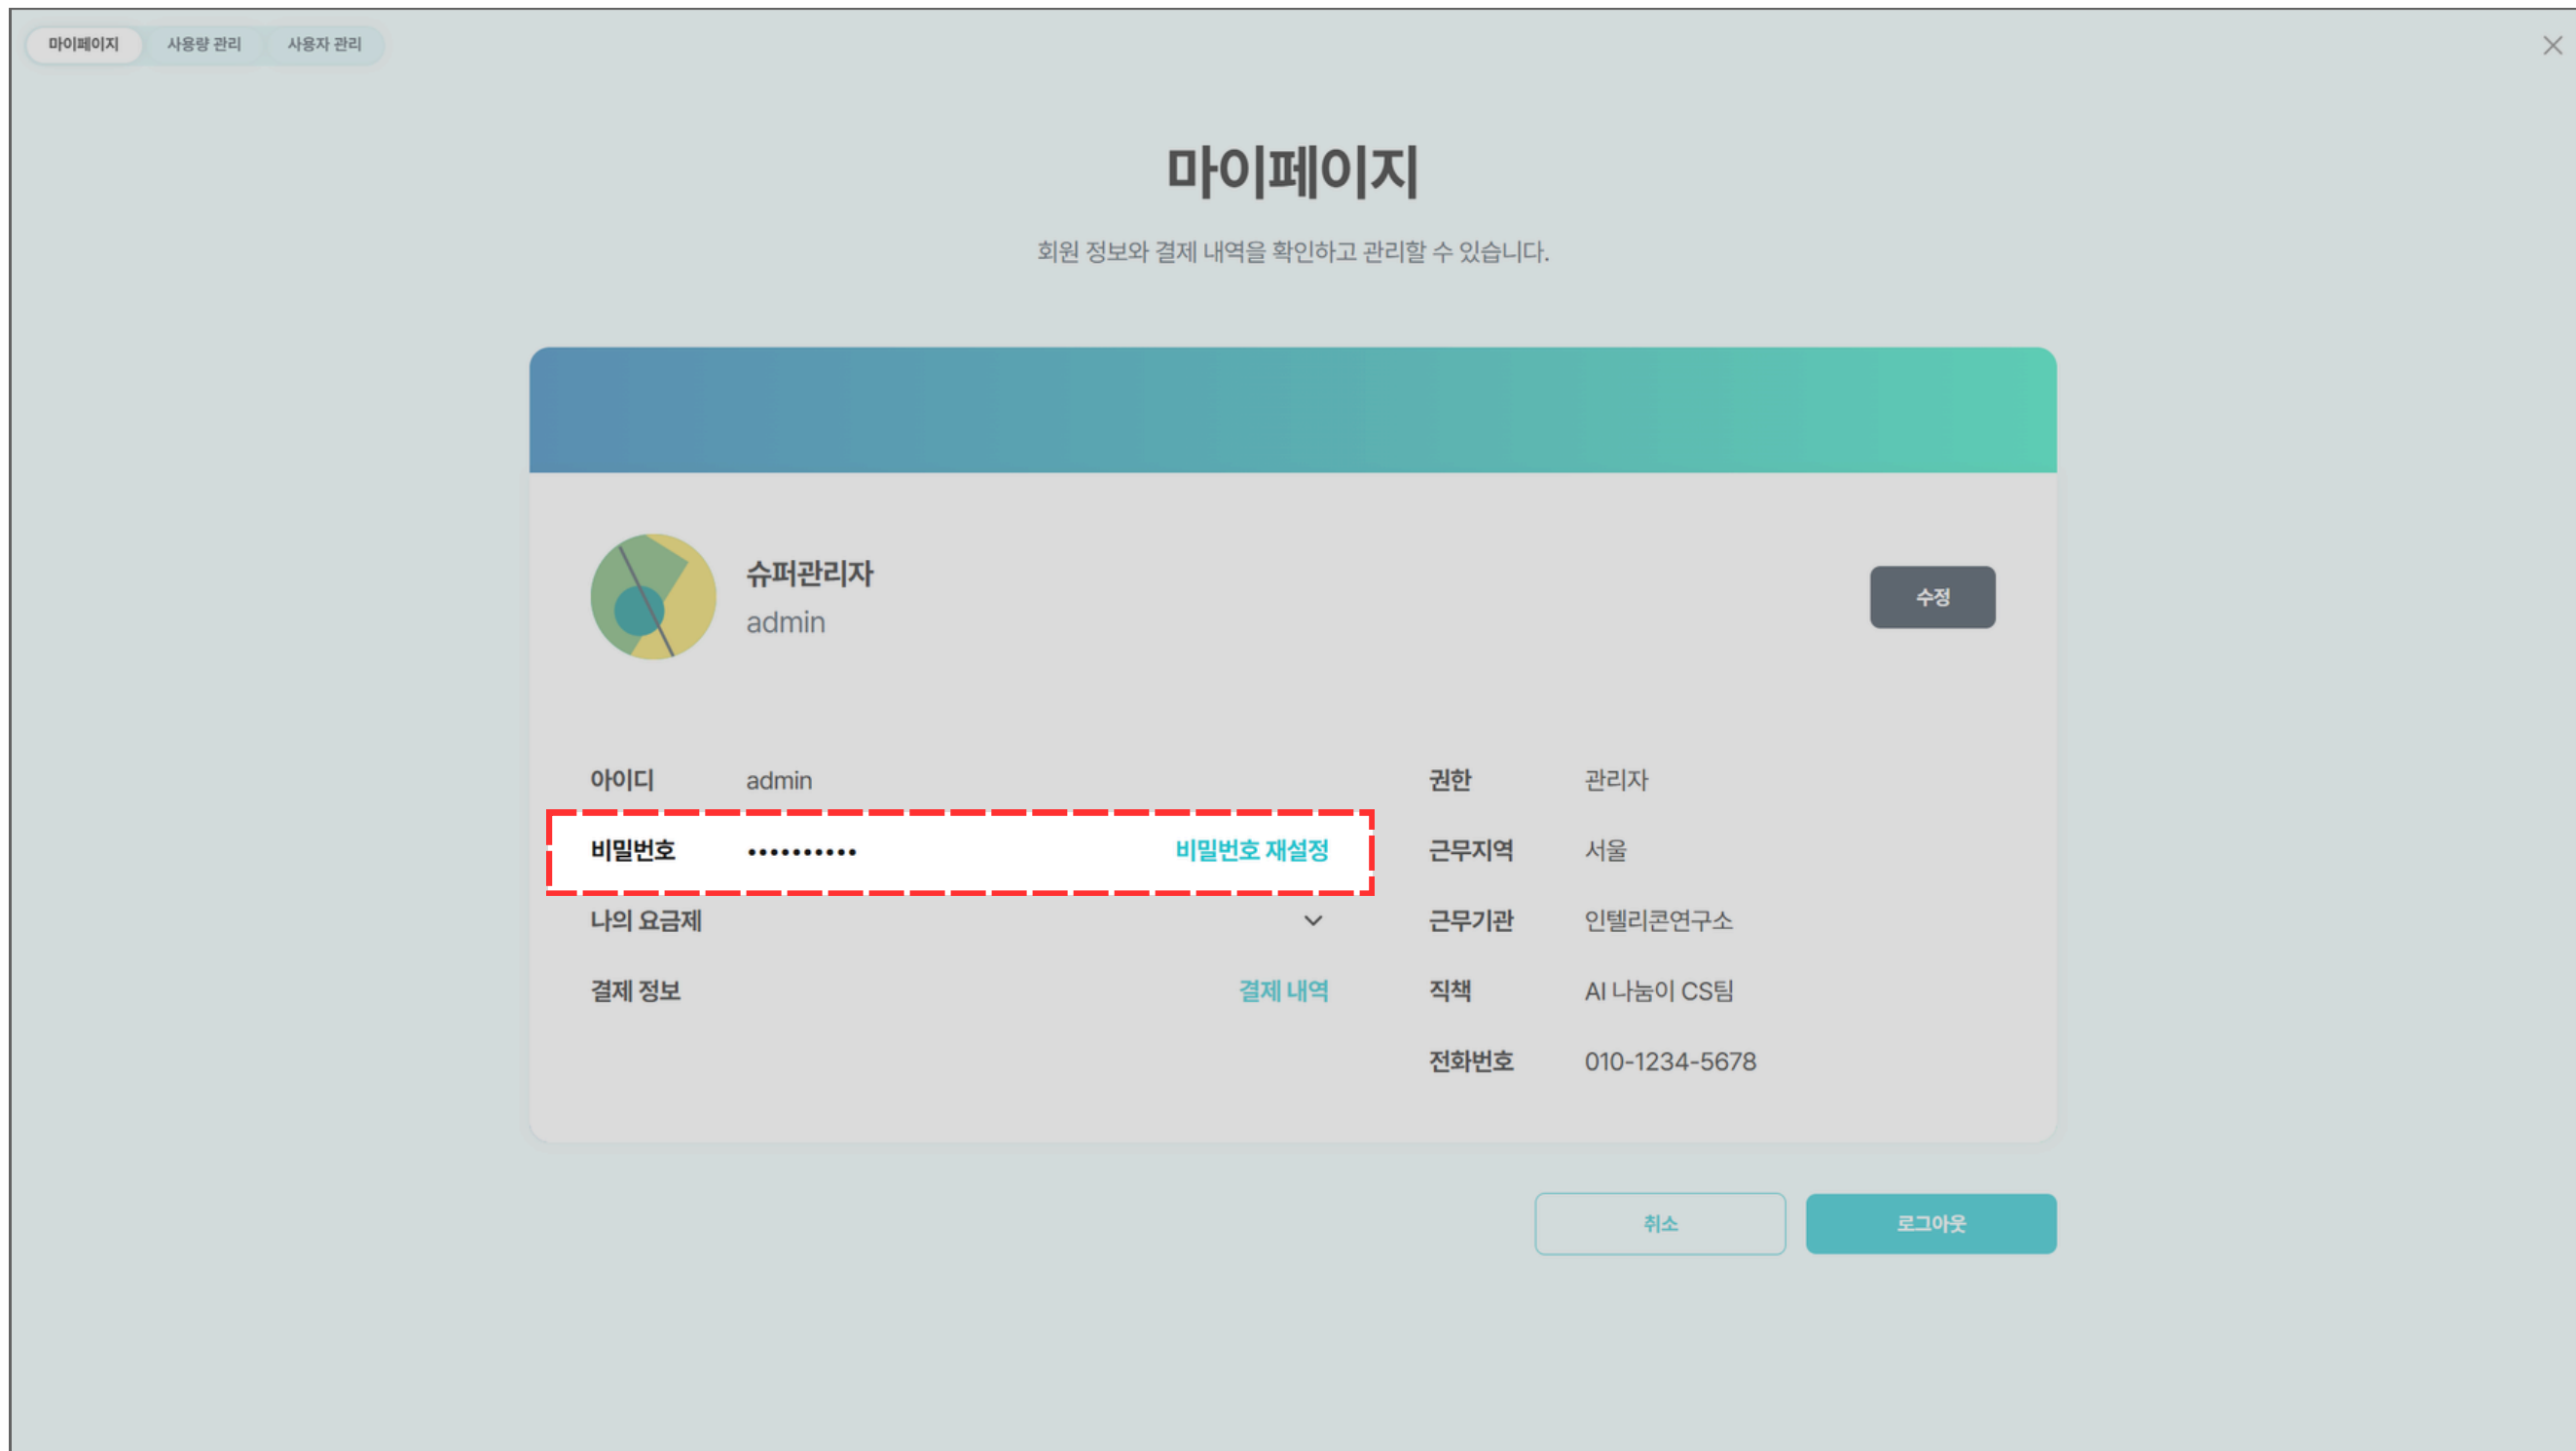 마이페이지 사용량 관리 사용자 관리
마이페이지
회원 정보와 결제 내역을 확인하고 관리할 수 있습니다.
슈퍼관리자
admin
수정
아이디 admin
비밀번호 •••••••••• 비밀번호 재설정
나의 요금제
결제 정보 결제 내역
권한 관리자
근무지역 서울
근무기관 인텔리콘연구소
직책 AI 나눔이 CS팀
전화번호 010-1234-5678
취소 로그아웃